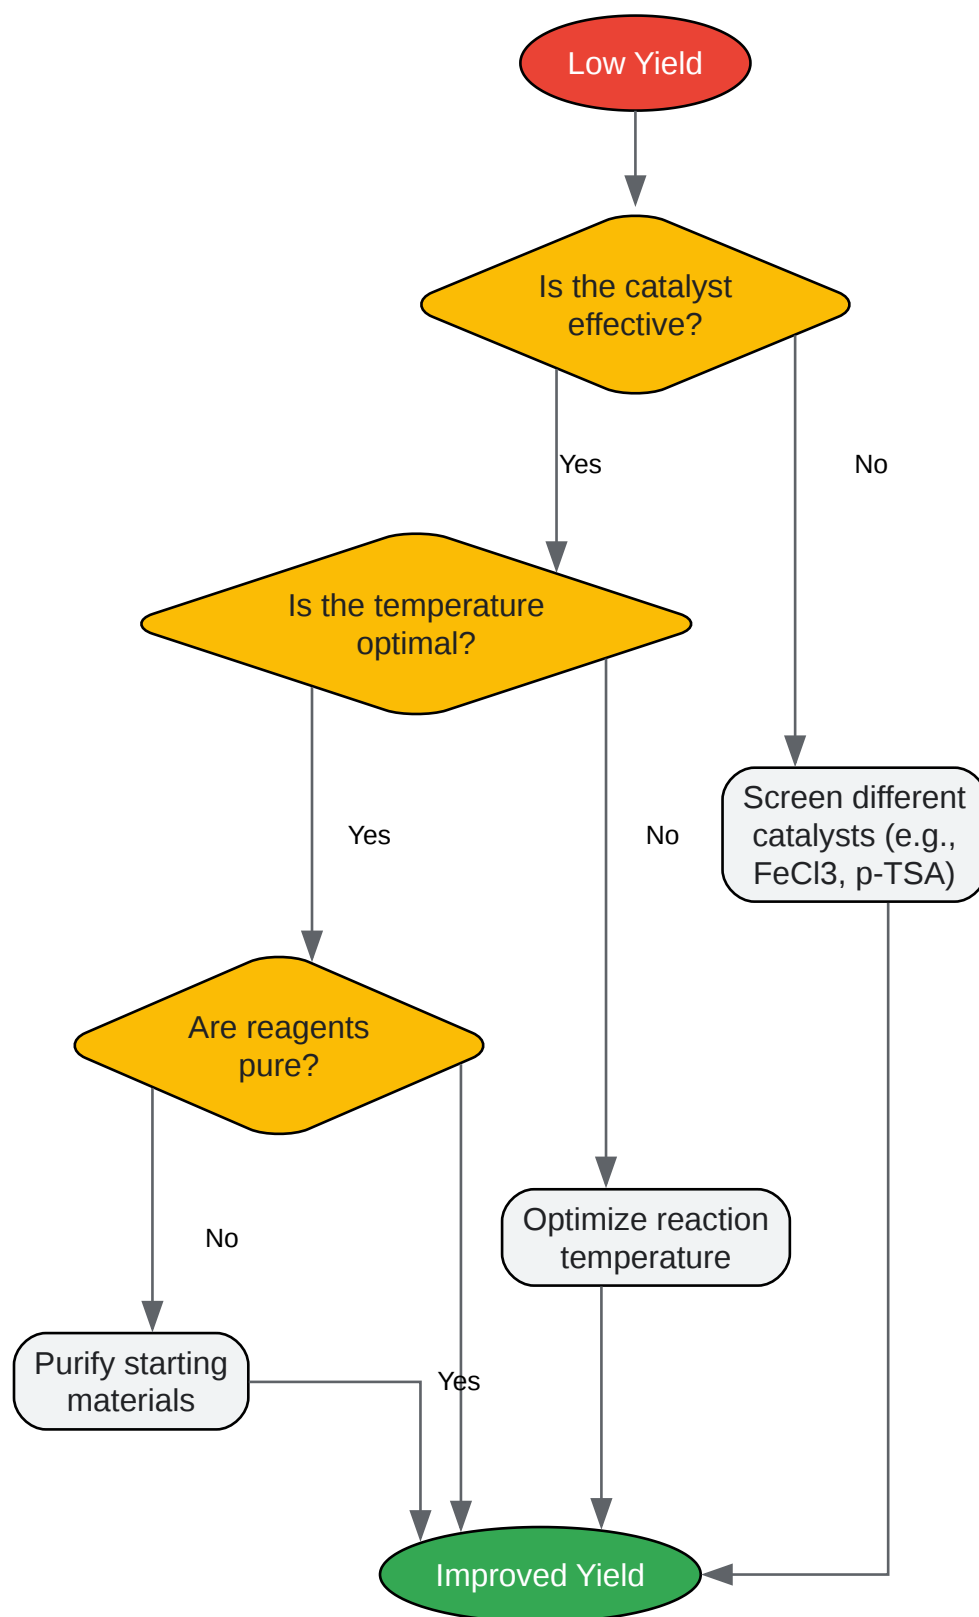 Low Yield
Is the catalyst
effective?
Yes
No
Is the temperature
optimal?
Screen different
catalysts (e.g.,
FeCl3, p-TSA)
Yes
No
Are reagents
pure?
Optimize reaction
temperature
No
Purify starting
materials
Yes
Improved Yield